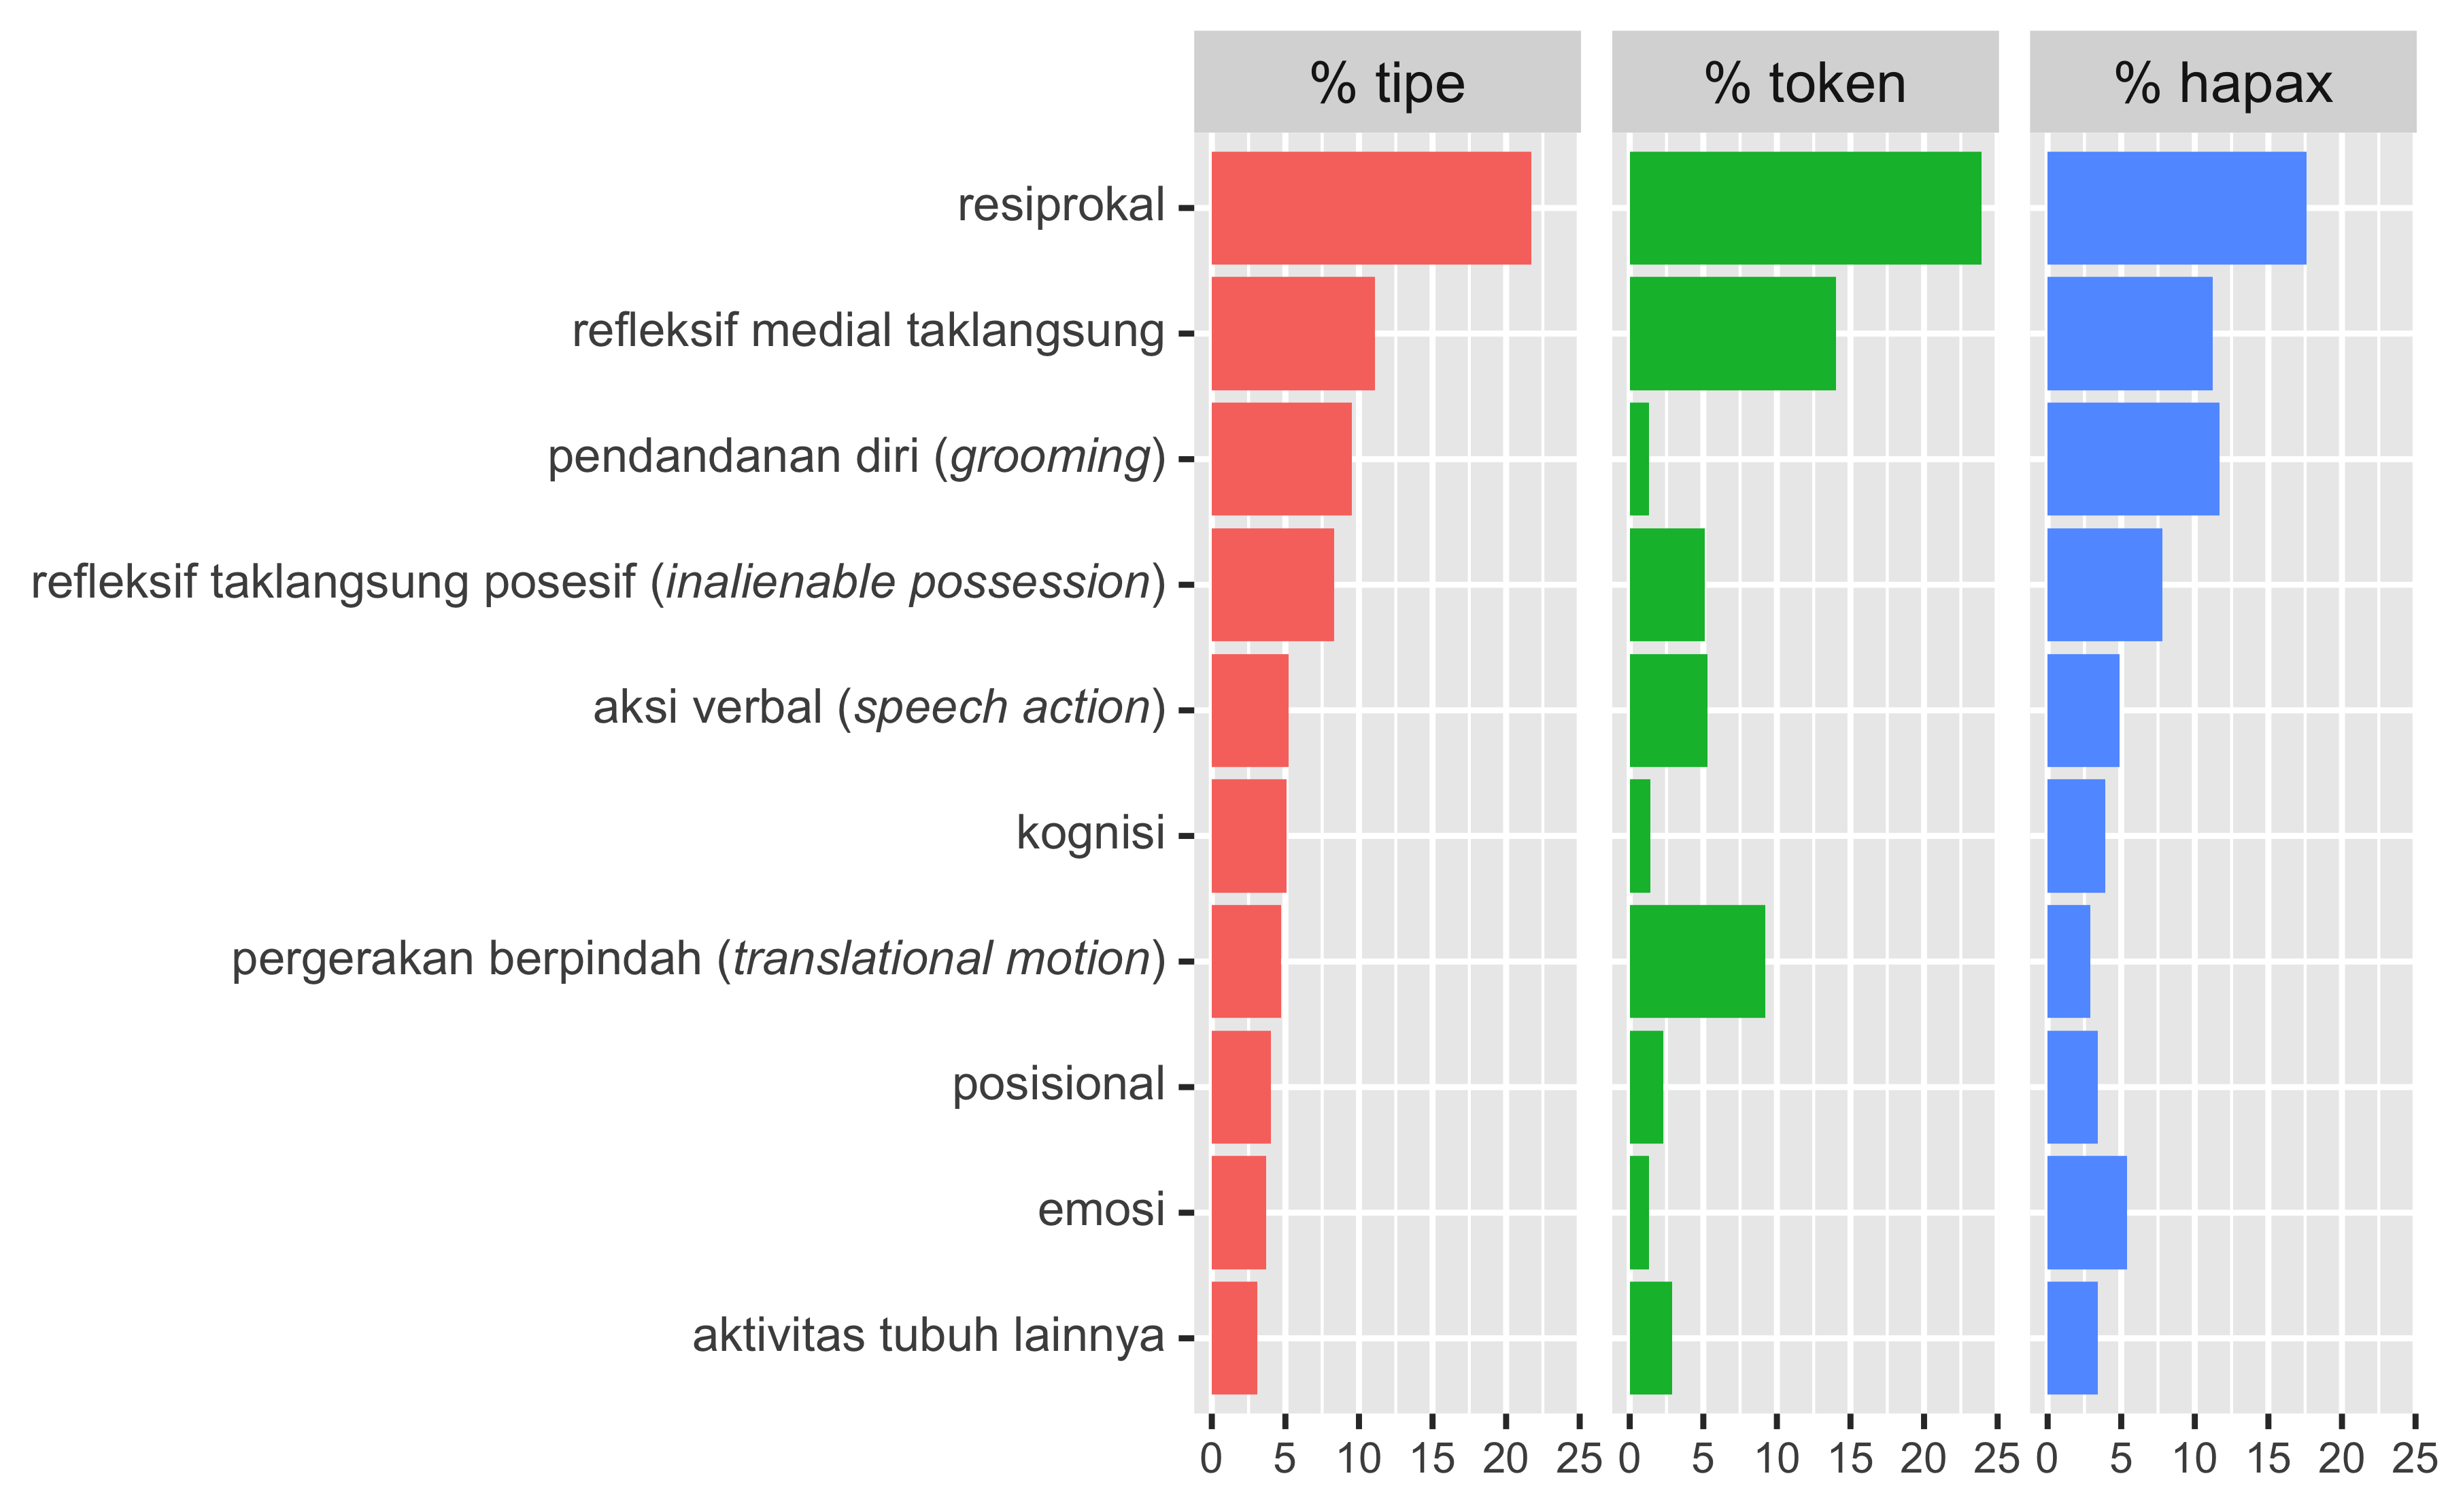 % tipe
% token
% hapax
resiprokal
refleksif medial taklangsung
pendandanan diri (grooming)
refleksif taklangsung posesif (inalienable possession)
aksi verbal (speech action)
kognisi
pergerakan berpindah (translational motion)
posisional
emosi
aktivitas tubuh lainnya
0 5 10 15 20 25 0 5 10 15 20 25 0 5 10 15 20 25